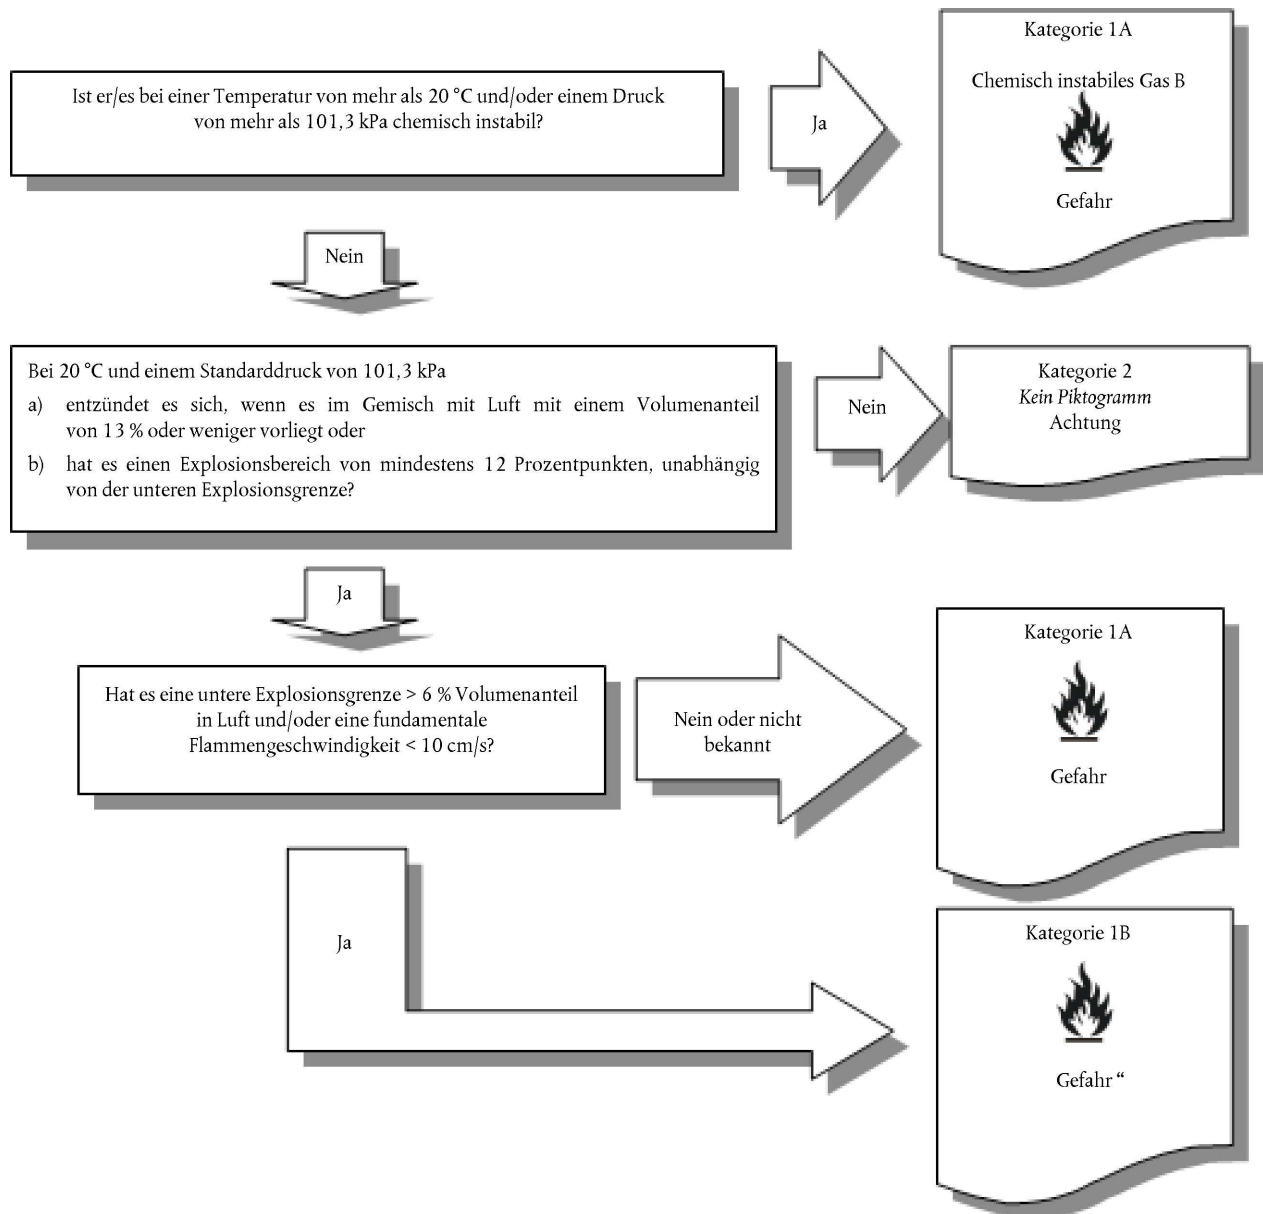 Kategorie 1A
Chemisch instabiles Gas B
Gefahr
Ist er/es bei einer Temperatur von mehr als 20 °C und/oder einem Druck
von mehr als 101,3 kPa chemisch instabil?
Ja
Nein
Bei 20 °C und einem Standarddruck von 101,3 kPa
a) entzündet es sich, wenn es im Gemisch mit Luft mit einem Volumenanteil
von 13 % oder weniger vorliegt oder
b) hat es einen Explosionsbereich von mindestens 12 Prozentpunkten, unabhängig
von der unteren Explosionsgrenze?
Nein
Kategorie 2
Kein Piktogramm
Achtung
Ja
Hat es eine untere Explosionsgrenze > 6 % Volumenanteil
in Luft und/oder eine fundamentale
Flammengeschwindigkeit < 10 cm/s?
Nein oder nicht
bekannt
Kategorie 1A
Gefahr
Ja
Kategorie 1B
Gefahr “